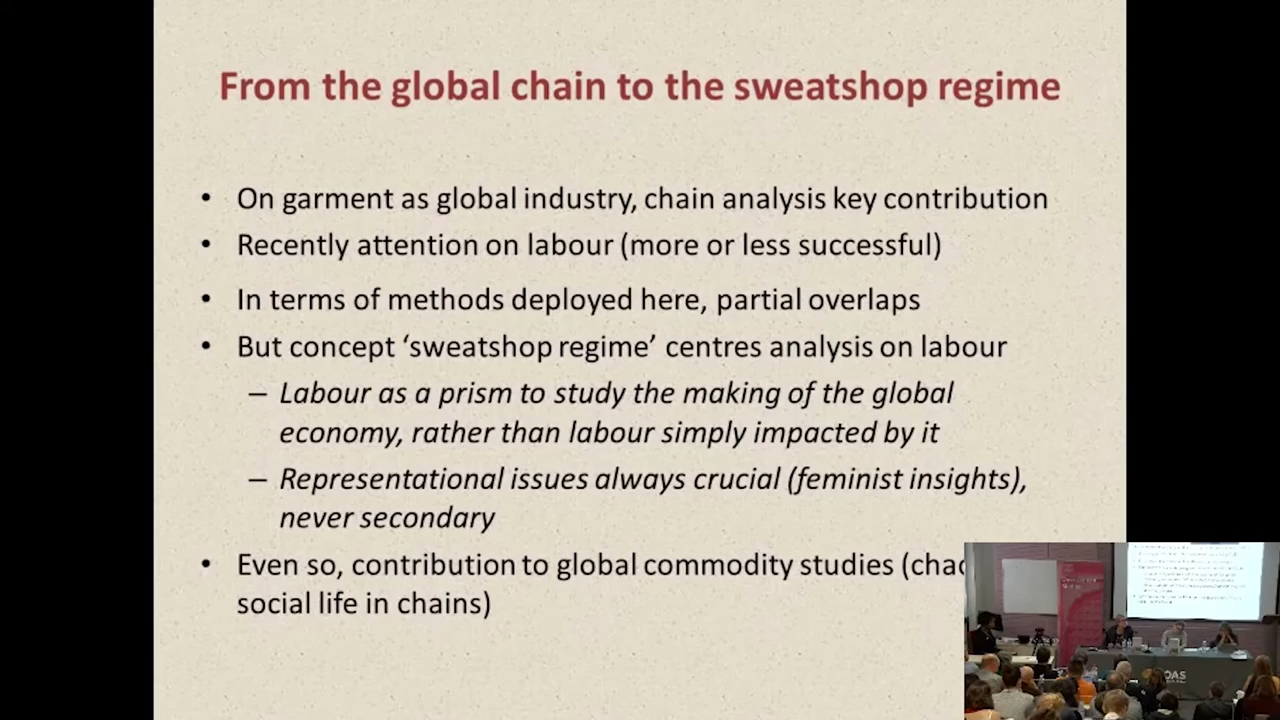 From the global chain to the sweatshop regime
• On garment as global industry, chain analysis key contribution
• Recently attention on labour (more or less successful)
• In terms of methods deployed here, partial overlaps
• But concept ‘sweatshop regime’ centres analysis on labour
– Labour as a prism to study the making of the global
economy, rather than labour simply impacted by it
– Representational issues always crucial (feminist insights),
never secondary
• Even so, contribution to global commodity studies
social life in chains)
OAS